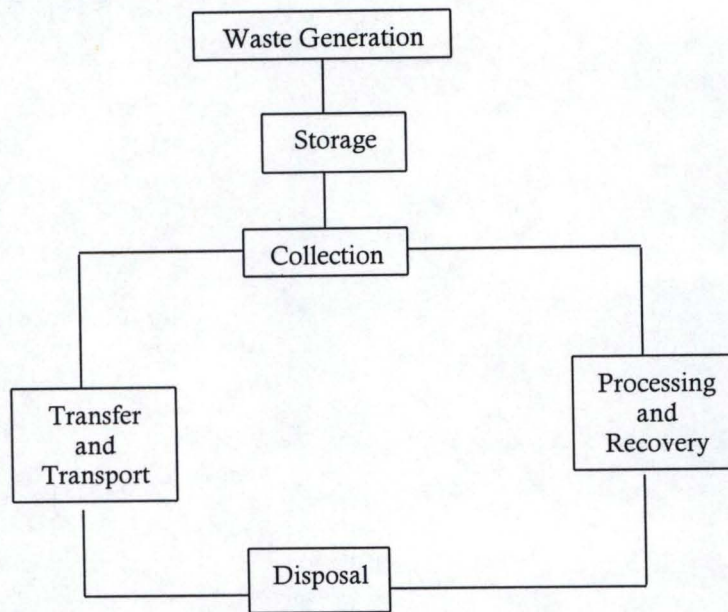 Waste Generation
Storage
Collection
Transfer
and
Transport
Processing
and
Recovery
Disposal